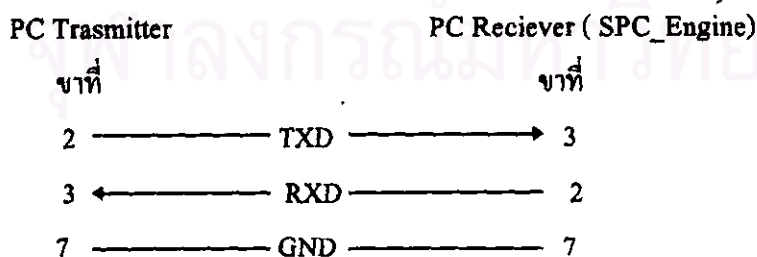 PC Trasmitter PC Reciever ( SPC_Engine)
ขาที่ ขาที่
2 TXD 3
3 RXD 2
7 GND 7